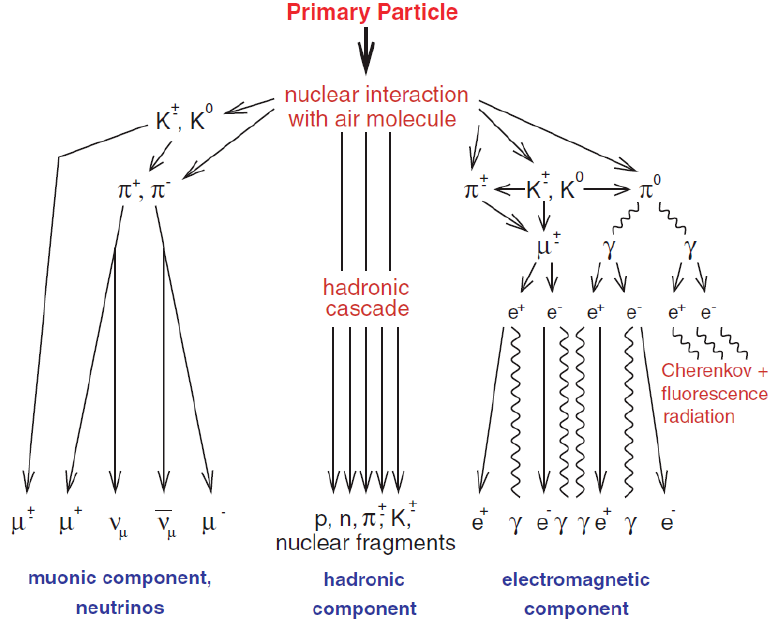 Primary Particle
nuclear interaction
with air molecule
K±, K0
π+, π-
π± K±, K0 π0
μ± γ γ
hadronic
cascade
e+ e- e+ e- e+ e-
Cherenkov +
fluorescence
radiation
μ± μ+ νμ ν̅μ μ-
p, n, π±, K±,
nuclear fragments
e+ γ e- γ γ e+ γ e-
muonic component,
neutrinos
hadronic
component
electromagnetic
component